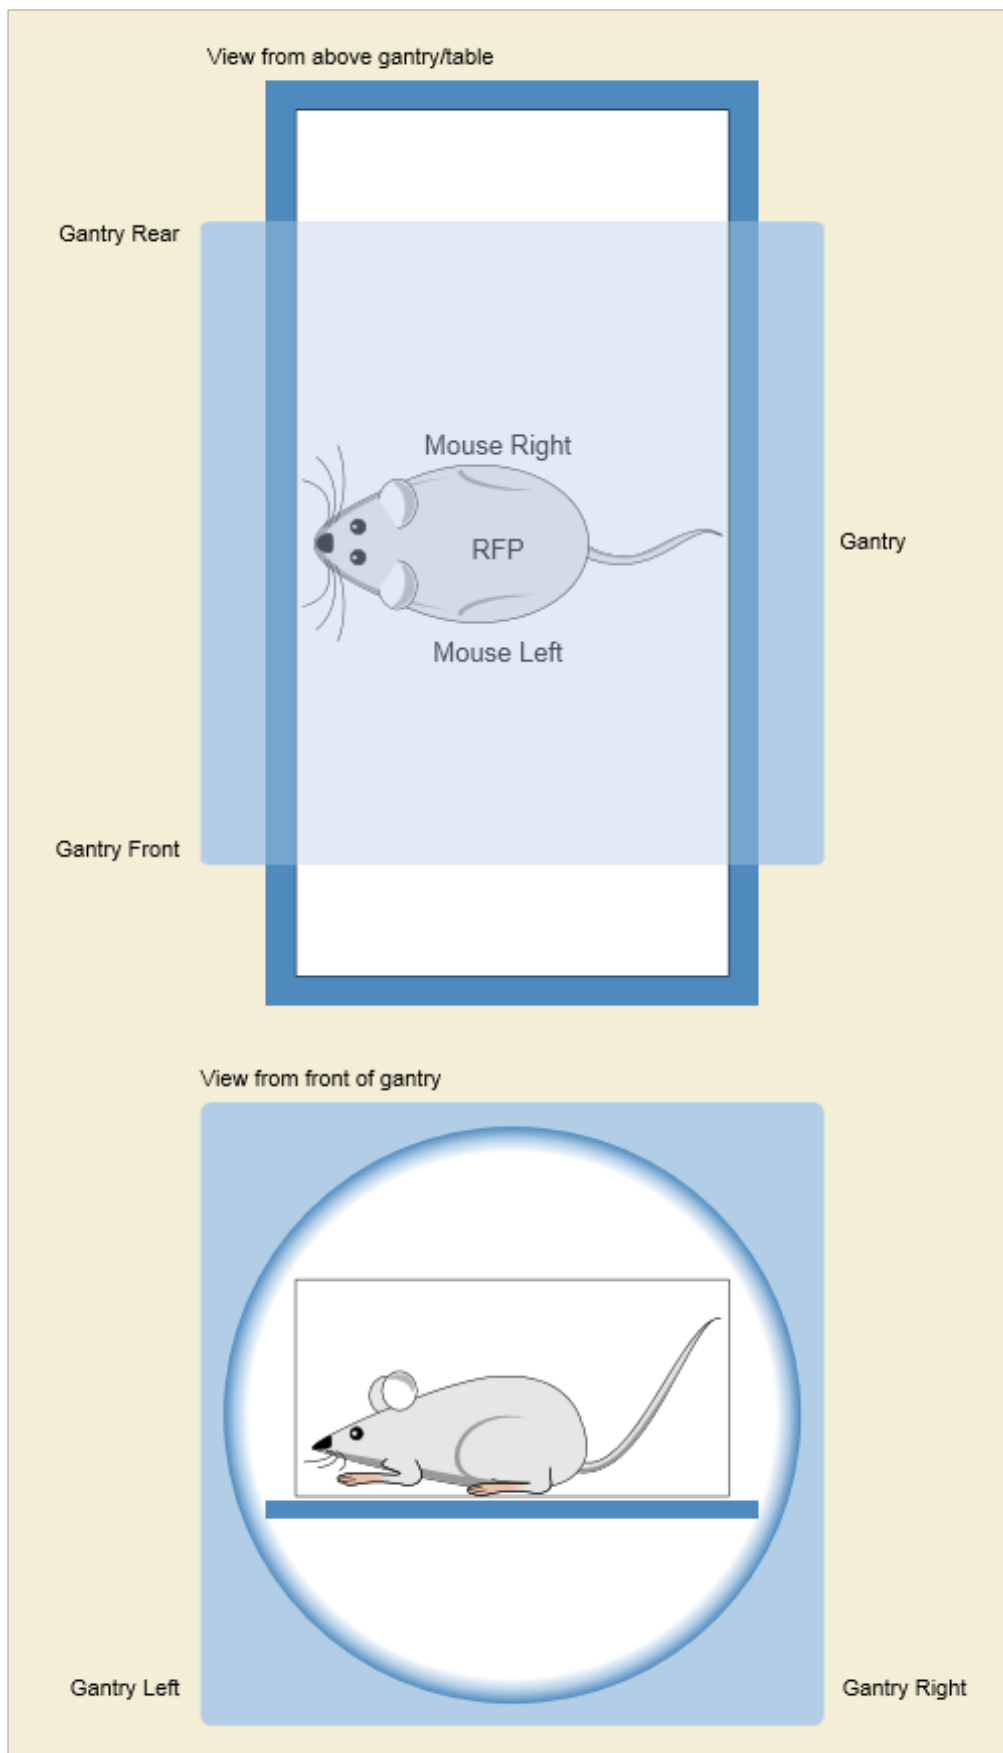 View from above gantry/table
Gantry Rear
Mouse Right
RFP
Gantry
Mouse Left
Gantry Front
View from front of gantry
Gantry Left
Gantry Right